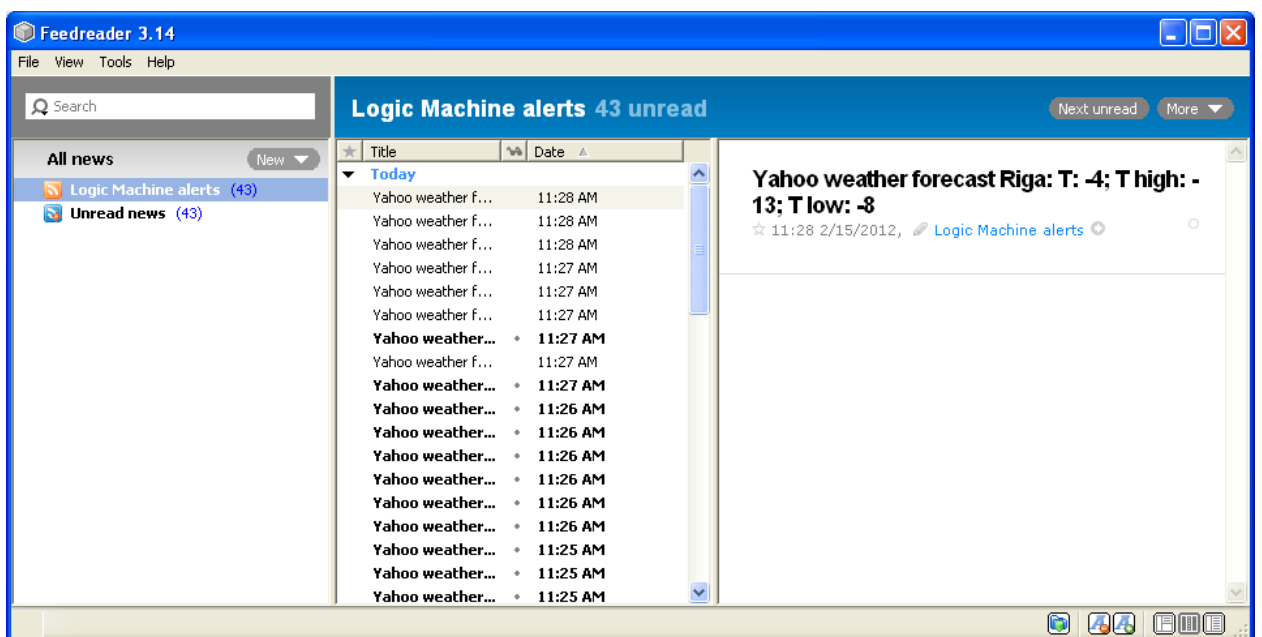 Feedreader 3.14
File View Tools Help
Search
Logic Machine alerts 43 unread
Next unread More
All news New
Logic Machine alerts (43)
Unread news (43)
Title Date
Today
Yahoo weather f... 11:28 AM
Yahoo weather f... 11:28 AM
Yahoo weather f... 11:28 AM
Yahoo weather f... 11:27 AM
Yahoo weather f... 11:27 AM
Yahoo weather f... 11:27 AM
Yahoo weather... 11:27 AM
Yahoo weather f... 11:27 AM
Yahoo weather... 11:27 AM
Yahoo weather... 11:26 AM
Yahoo weather... 11:26 AM
Yahoo weather... 11:26 AM
Yahoo weather... 11:26 AM
Yahoo weather... 11:26 AM
Yahoo weather... 11:25 AM
Yahoo weather... 11:25 AM
Yahoo weather... 11:25 AM
Yahoo weather forecast Riga: T: -4; T high: -
13; T low: -8
11:28 2/15/2012, Logic Machine alerts